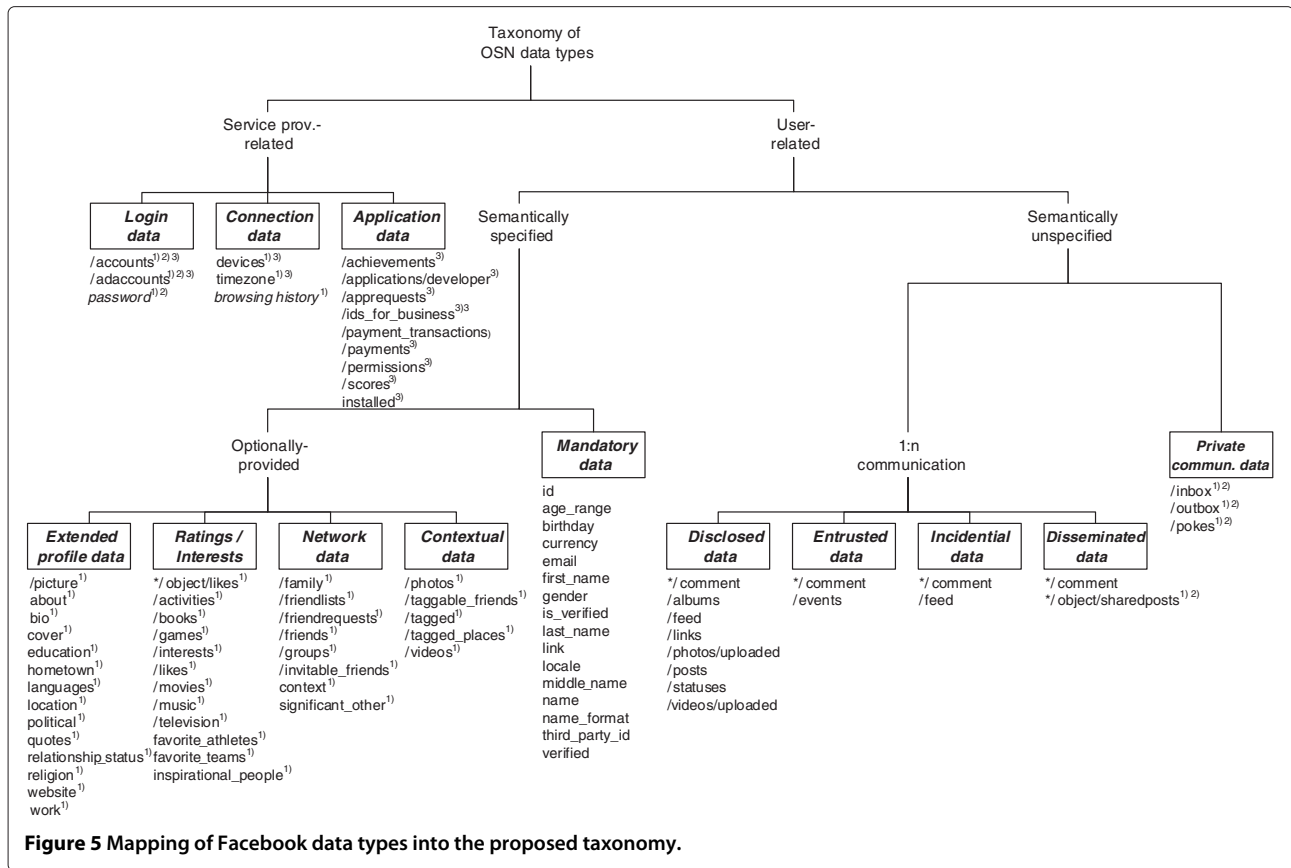 Taxonomy of
OSN data types
Service prov.-
related
User-
related
Login
data
/accounts1) 2) 3)
/adaccounts1) 2) 3)
password1) 2)
Connection
data
devices1) 3)
timezone1) 3)
browsing history1)
Application
data
/achievements3)
/applications/developer3)
/apprequests3)
/ids_for_business3)3
/payment_transactions)
/payments3)
/permissions3)
/scores3)
installed3)
Semantically
specified
Semantically
unspecified
Optionally-
provided
Mandatory
data
id
age_range
birthday
currency
email
first_name
gender
is_verified
last_name
link
locale
middle_name
name
name_format
third_party_id
verified
1:n
communication
Private
commun. data
/inbox1) 2)
/outbox1) 2)
/pokes1) 2)
Extended
profile data
/picture1)
about1)
bio1)
cover1)
education1)
hometown1)
languages1)
location1)
political1)
quotes1)
relationship_status1)
religion1)
website1)
work1)
Ratings /
Interests
*/ object/likes1)
/activities1)
/books1)
/games1)
/interests1)
/likes1)
/movies1)
/music1)
/television1)
favorite_athletes1)
favorite_teams1)
inspirational_people1)
Network
data
/family1)
/friendlists1)
/friendrequests1)
/friends1)
/groups1)
/invitable_friends1)
context1)
significant_other1)
Contextual
data
/photos1)
/taggable_friends1)
/tagged1)
/tagged_places1)
/videos1)
Disclosed
data
*/ comment
/albums
/feed
/links
/photos/uploaded
/posts
/statuses
/videos/uploaded
Entrusted
data
*/ comment
/events
Incidential
data
*/ comment
/feed
Disseminated
data
*/ comment
*/ object/sharedposts1) 2)
Figure 5 Mapping of Facebook data types into the proposed taxonomy.